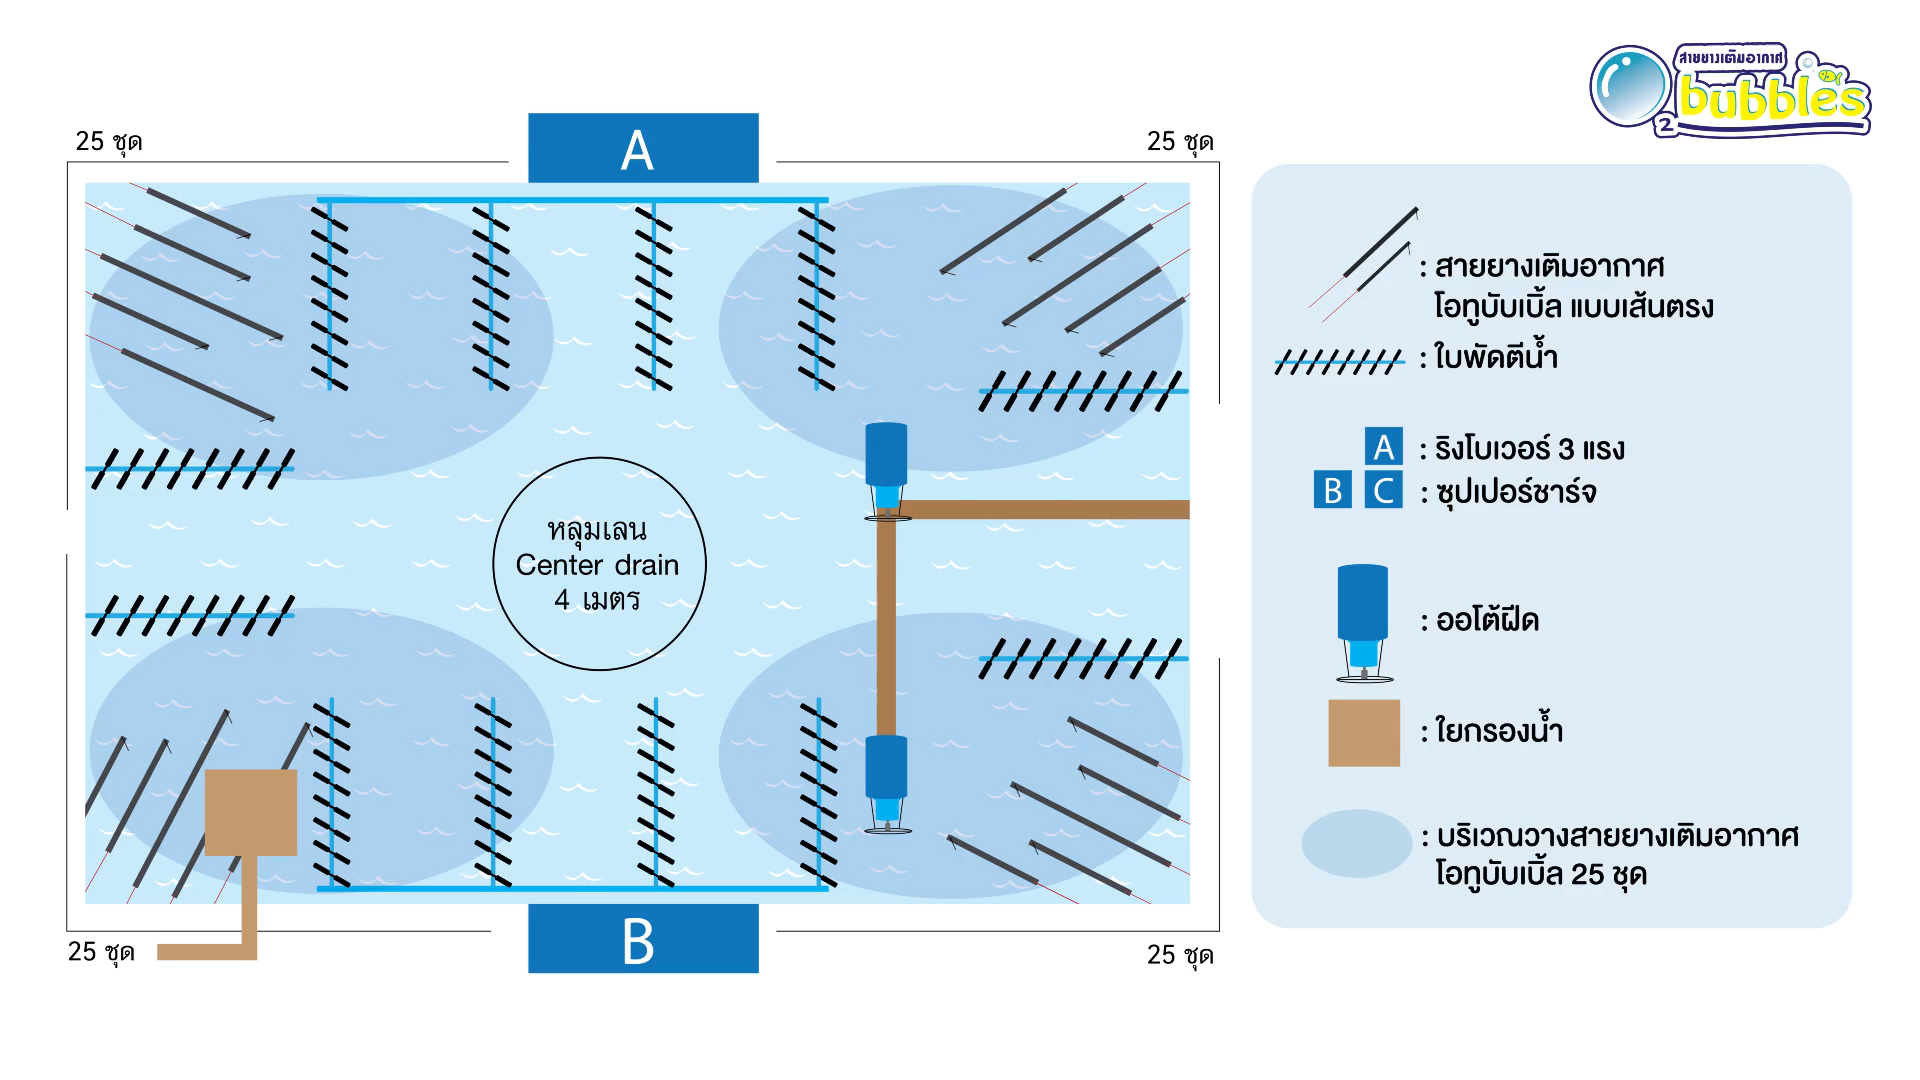 สายยางเติมอากาศ
bubbles
2
25 ชุด
A
25 ชุด
หลุมเลน
Center drain
4 เมตร
25 ชุด
B
25 ชุด
: สายยางเติมอากาศ
โอทูบับเบิ้ล แบบเส้นตรง
: ใบพัดตีน้ำ
A : ริงโบเวอร์ 3 แรง
B C : ซุปเปอร์ชาร์จ
: ออโต้ฝีด
: ใยกรองน้ำ
: บริเวณวางสายยางเติมอากาศ
โอทูบับเบิ้ล 25 ชุด